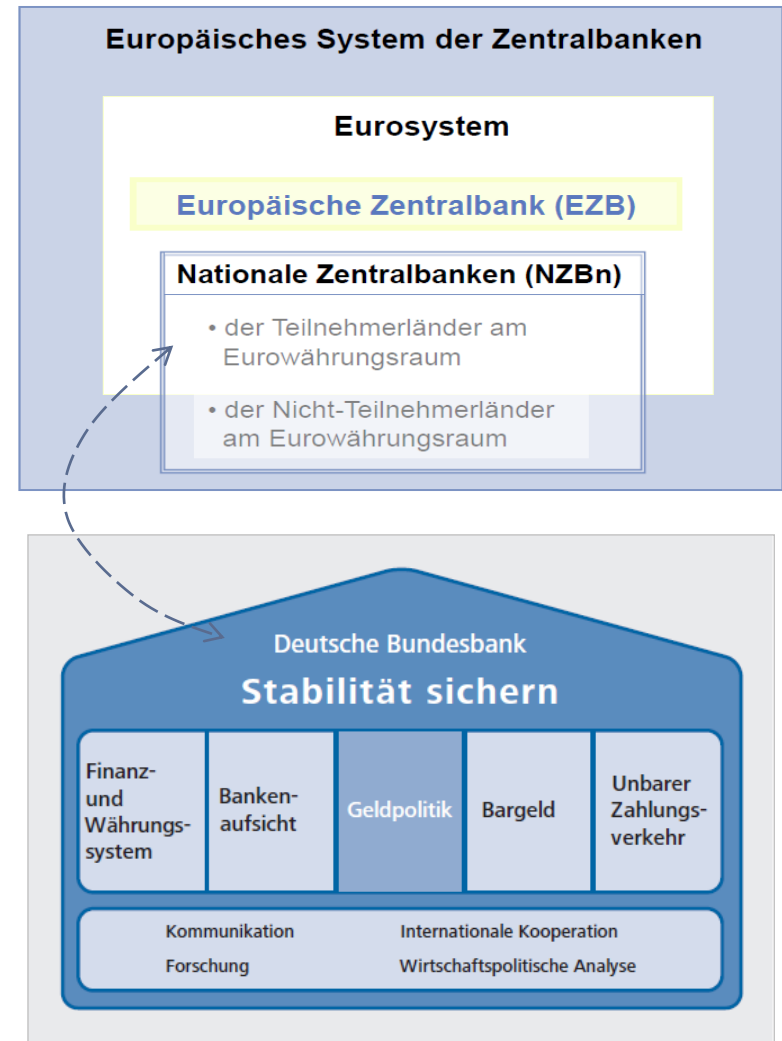 Europäisches System der Zentralbanken
Eurosystem
Europäische Zentralbank (EZB)
Nationale Zentralbanken (NZBn)
• der Teilnehmerländer am
Eurowährungsraum
• der Nicht-Teilnehmerländer
am Eurowährungsraum
Deutsche Bundesbank
Stabilität sichern
Finanz-
und
Währungs-
system
Banken-
aufsicht
Geldpolitik
Bargeld
Unbarer
Zahlungs-
verkehr
Kommunikation
Internationale Kooperation
Forschung
Wirtschaftspolitische Analyse